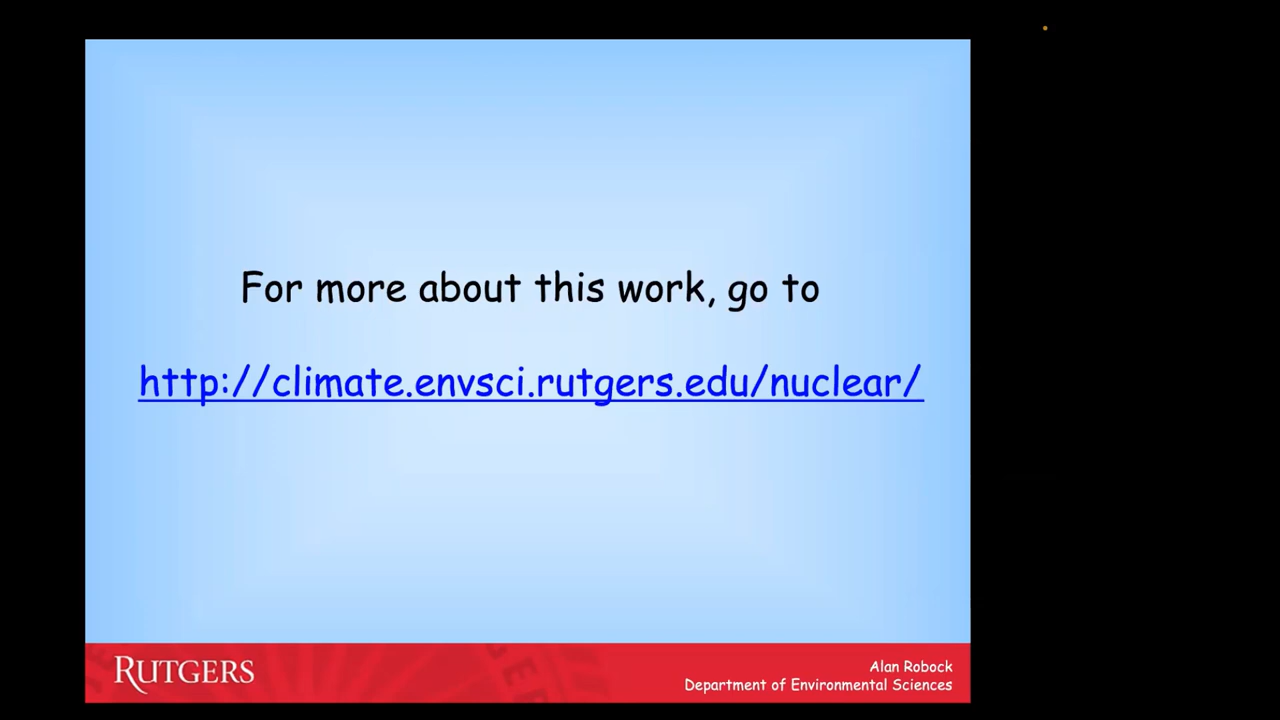 For more about this work, go to
http://climate.envsci.rutgers.edu/nuclear/
RUTGERS
Alan Robock
Department of Environmental Sciences